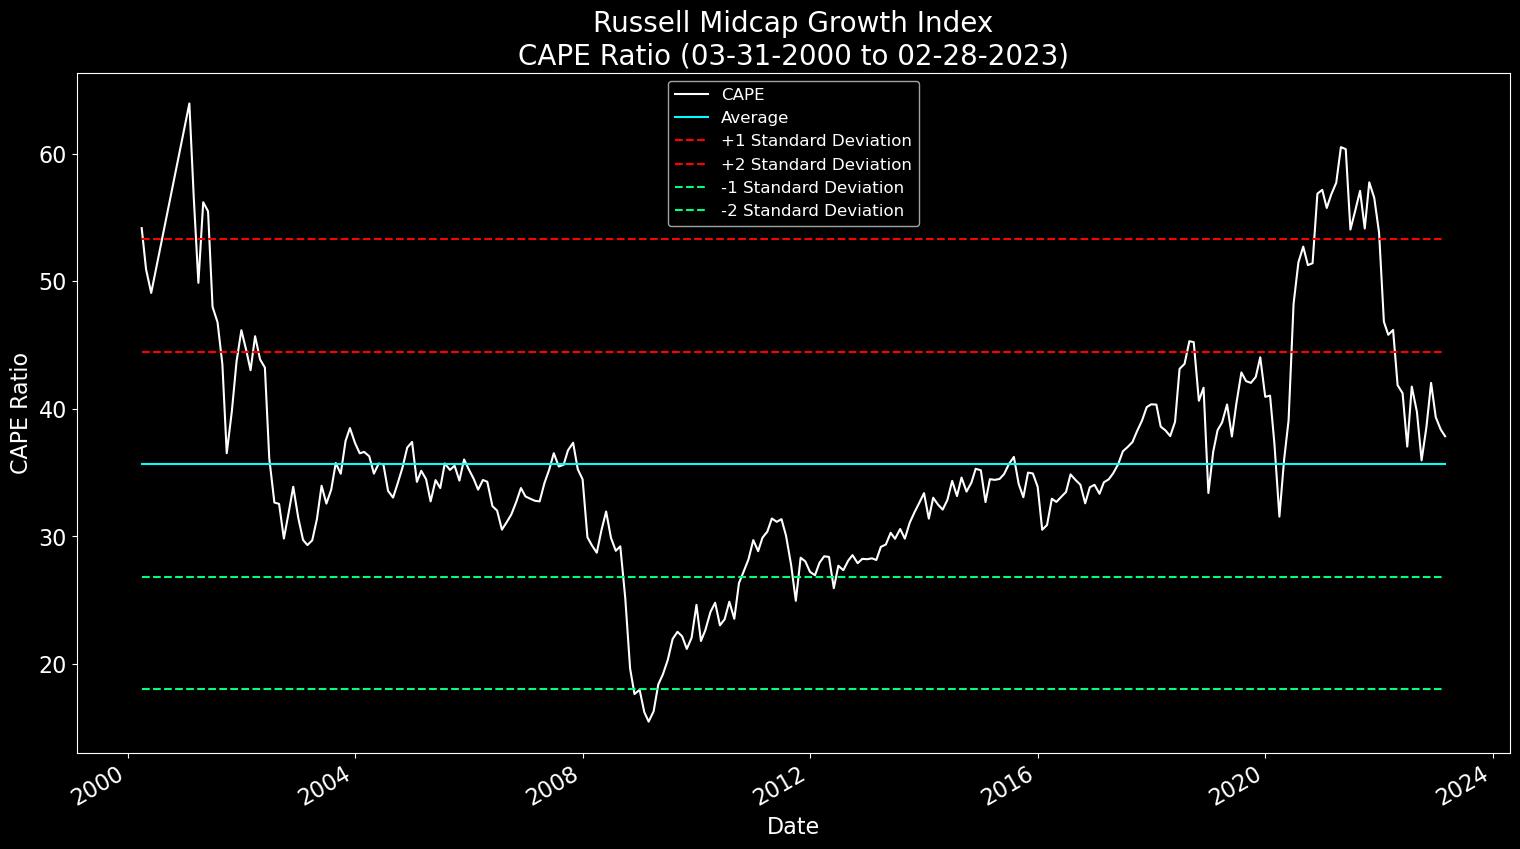 Russell Midcap Growth Index
CAPE Ratio (03-31-2000 to 02-28-2023)
CAPE
Average
+1 Standard Deviation
+2 Standard Deviation
-1 Standard Deviation
-2 Standard Deviation
CAPE Ratio
60
50
40
30
20
2000
2004
2008
2012
2016
2020
2024
Date